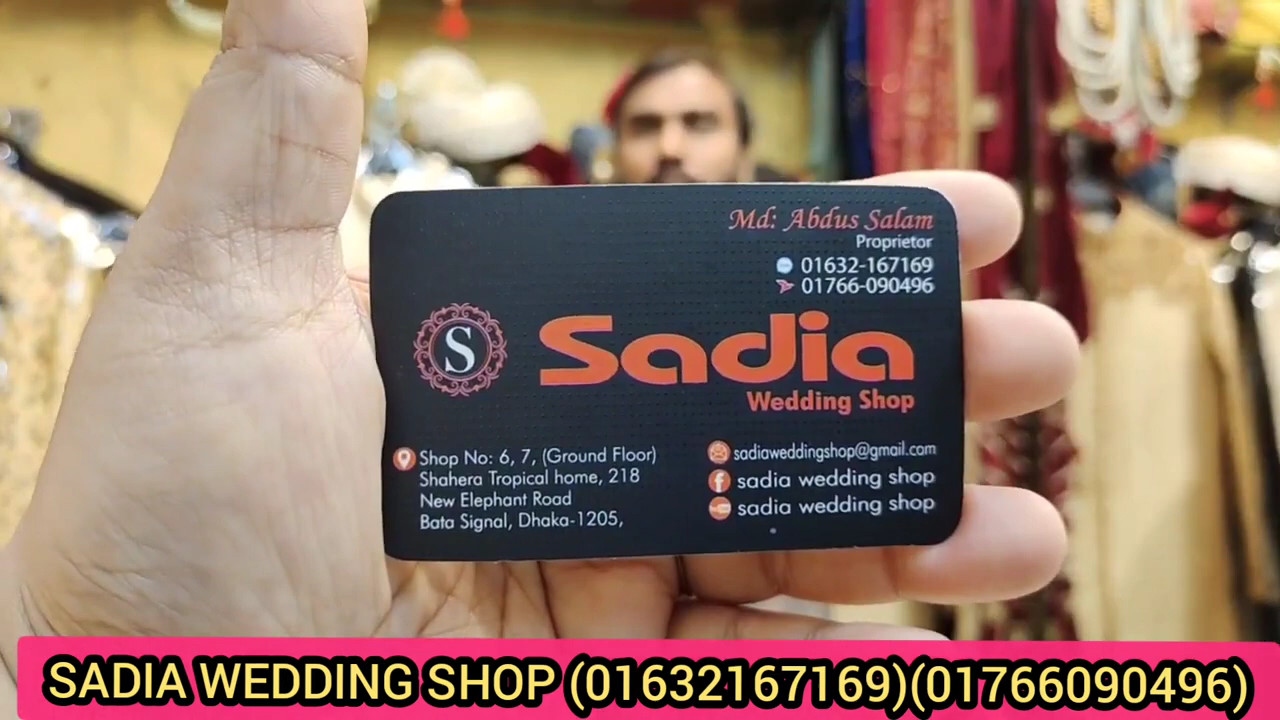 Md: Abdus Salam
Proprietor
01632-167169
01766-090496
S
Sadia
Wedding Shop
Shop No: 6, 7, (Ground Floor)
Shahera Tropical home, 218
New Elephant Road
Bata Signal, Dhaka-1205,
sadiaweddingshop@gmail.com
sadia wedding shop
sadia wedding shop
SADIA WEDDING SHOP (01632167169)(01766090496)